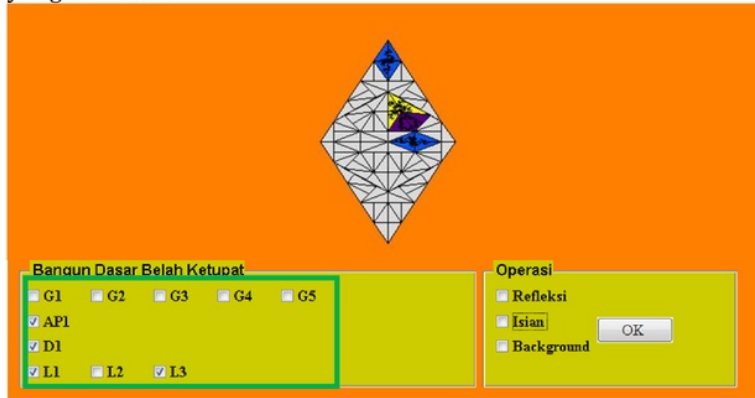 Bangun Dasar Belah Ketupat
G1 G2 G3 G4 G5
AP1
D1
L1 L2 L3
Operasi
Refleksi
Isian
Background
OK